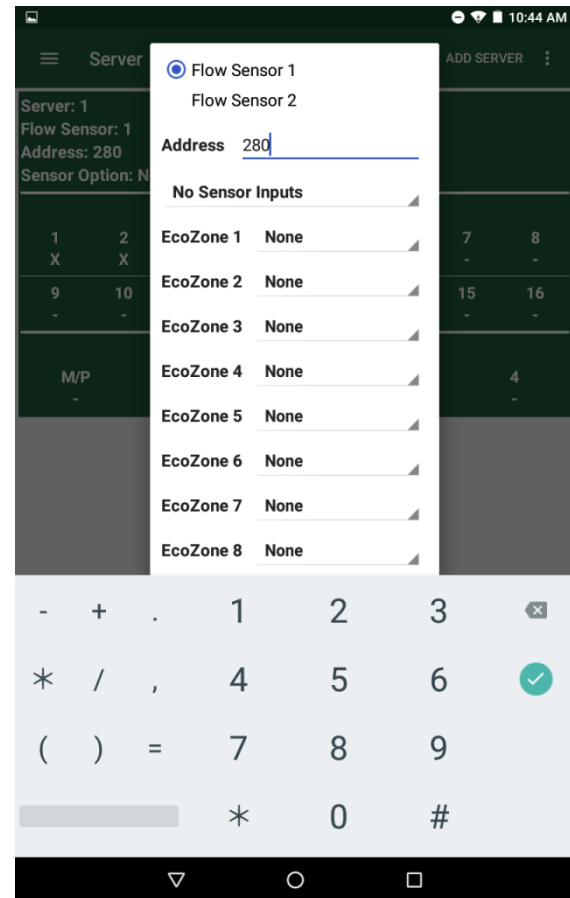 10:44 AM
Server
ADD SERVER
Server: 1
Flow Sensor: 1
Address: 280
Sensor Option: N
1 2 7 8
X X - -
9 10 15 16
- - - -
M/P 4
- -
Flow Sensor 1
Flow Sensor 2
Address 280
No Sensor Inputs
EcoZone 1 None
EcoZone 2 None
EcoZone 3 None
EcoZone 4 None
EcoZone 5 None
EcoZone 6 None
EcoZone 7 None
EcoZone 8 None
- + . 1 2 3
* / , 4 5 6
( ) = 7 8 9
* 0 #